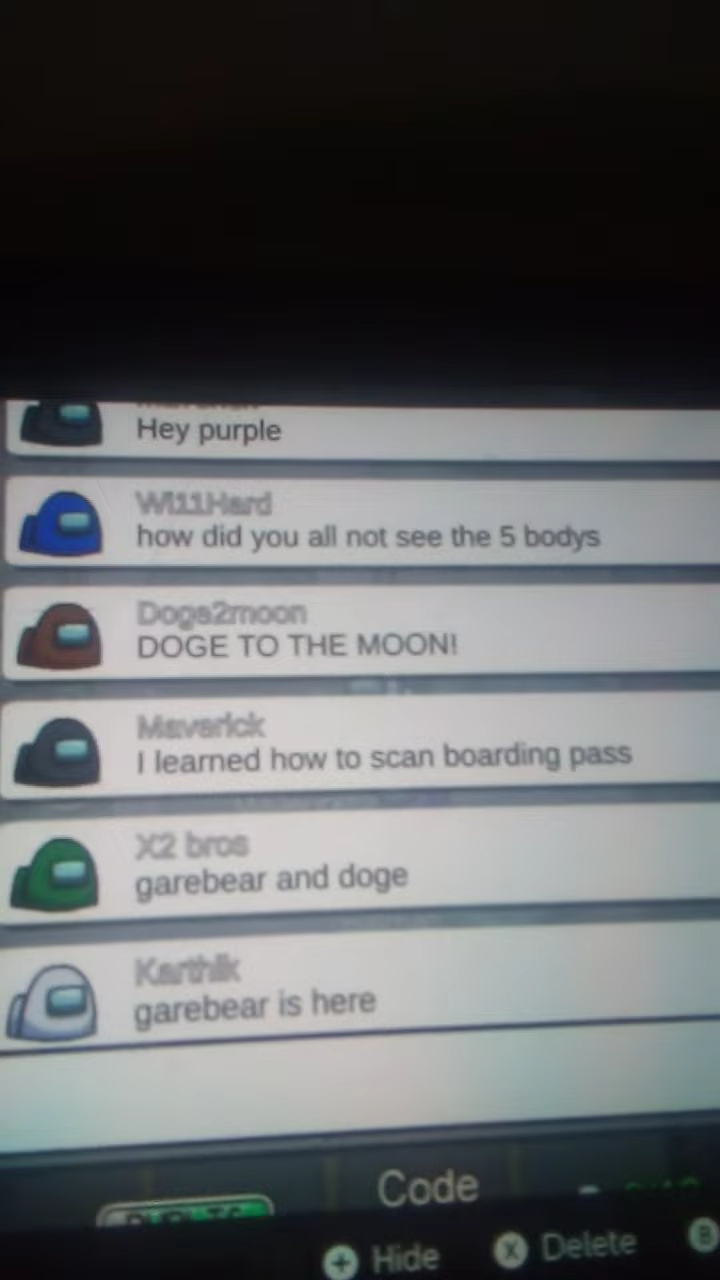 Hey purple
Wi11Hard
how did you all not see the 5 bodys
Doge2moon
DOGE TO THE MOON!
Maverick
I learned how to scan boarding pass
X2 bros
garebear and doge
Karthik
garebear is here
Code
+ Hide X Delete B